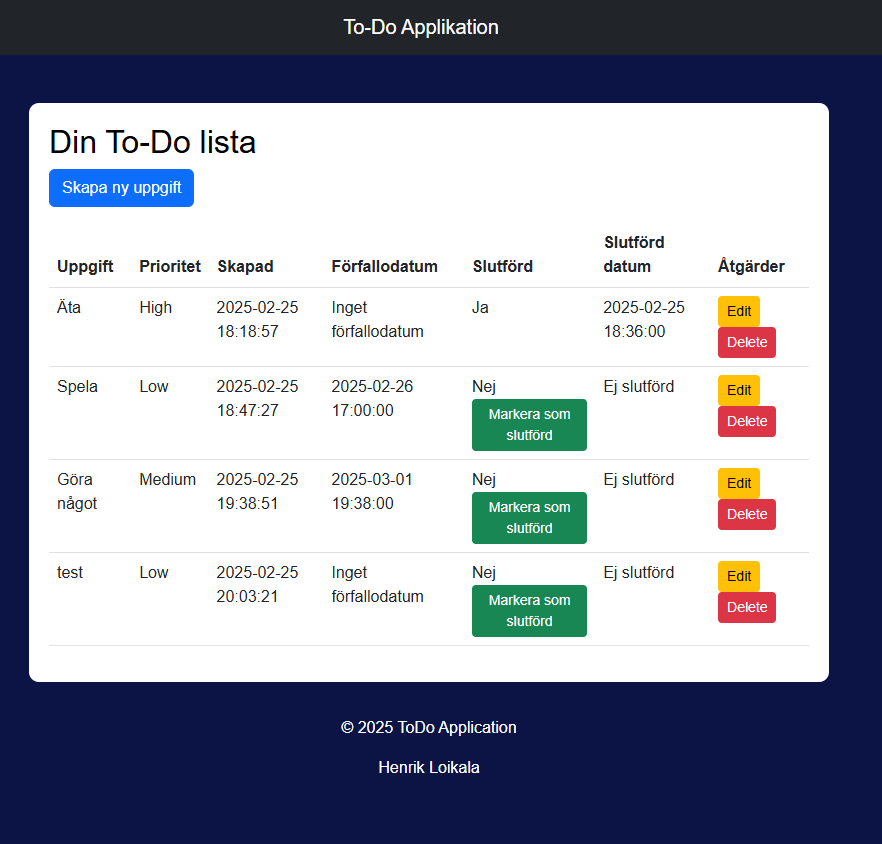 To-Do Applikation
Din To-Do lista
Skapa ny uppgift
Uppgift Prioritet Skapad Förfallodatum Slutförd Slutförd datum Åtgärder
Äta High 2025-02-25 18:18:57 Inget förfallodatum Ja 2025-02-25 18:36:00 Edit Delete
Spela Low 2025-02-25 18:47:27 2025-02-26 17:00:00 Nej Markera som slutförd Ej slutförd Edit Delete
Göra något Medium 2025-02-25 19:38:51 2025-03-01 19:38:00 Nej Markera som slutförd Ej slutförd Edit Delete
test Low 2025-02-25 20:03:21 Inget förfallodatum Nej Markera som slutförd Ej slutförd Edit Delete
© 2025 ToDo Application
Henrik Loikala